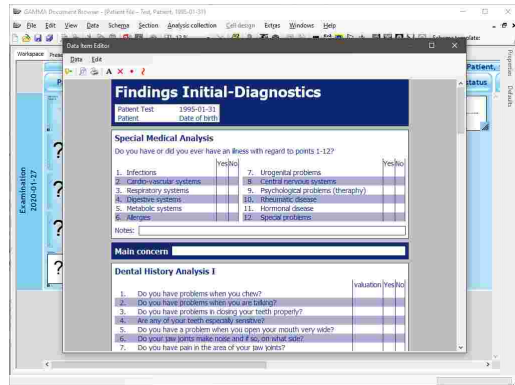 GAMMA Document Browser - [Patient file - Test, Patient, 1995-01-31]
File Edit View Data Schema Section Analysis collection Cell design Extras Windows Help
Workspace
Data Item Editor
Data Edit
Patient,
status
Properties
Defaults
Examination
2020-01-27
?
?
?
?
Findings Initial-Diagnostics
Patient Test 1995-01-31
Patient Date of birth
Special Medical Analysis
Do you have or did you ever have an illness with regard to points 1-12?
Yes No Yes No
1. Infections 7. Urogenital problems
2. Cardio-vascular systems 8. Central nervous systems
3. Respiratory systems 9. Psychological problems (theraphy)
4. Digestive systems 10. Rheumatic disease
5. Metabolic systems 11. Hormonal disease
6. Allergies 12. Special problems
Notes:
Main concern
Dental History Analysis I
valuation Yes No
1. Do you have problems when you chew?
2. Do you have problems when you are talking?
3. Do you have problems in closing your teeth properly?
4. Are any of your teeth especially sensitive?
5. Do you have a problem when you open your mouth very wide?
6. Do your jaw joints make noise and if so, on what side?
7. Do you have pain in the area of your jaw joints?